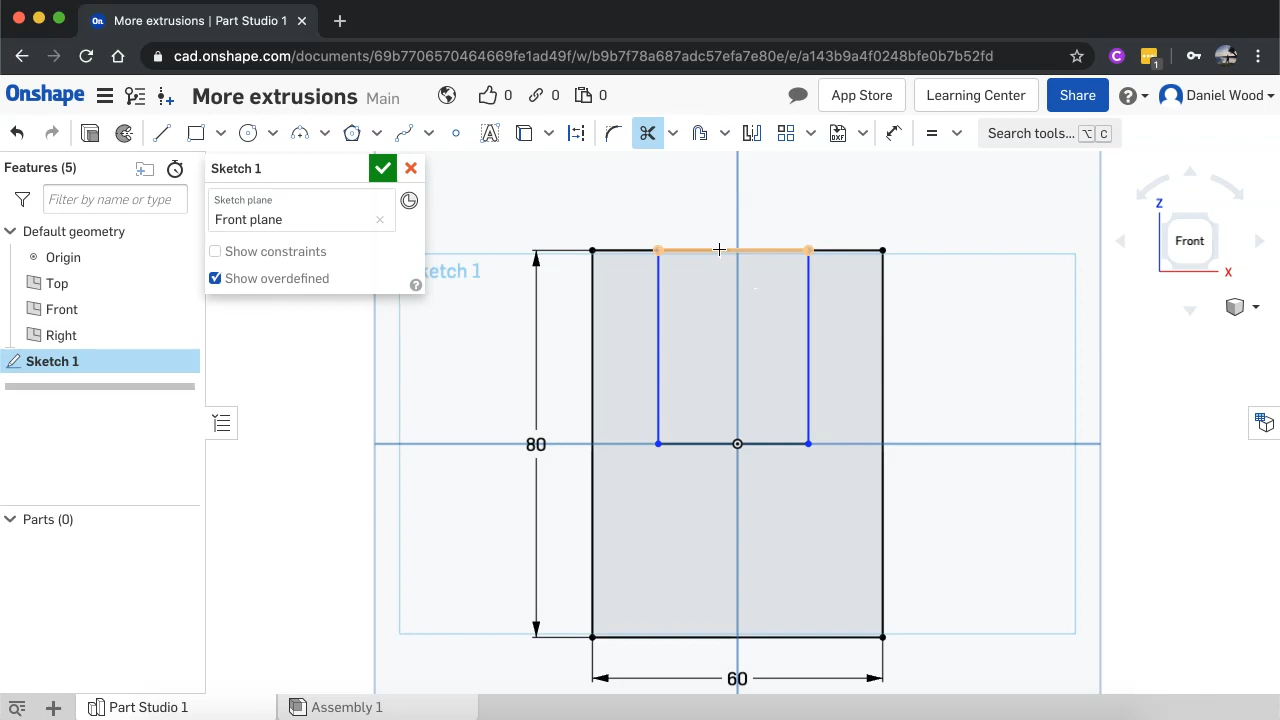 On More extrusions | Part Studio 1
cad.onshape.com/documents/69b7706570464669fe1ad49f/w/b9b7f78a687adc57efa7e80e/e/a143b9a4f0248bfe0b7b52fd
C
1
Onshape More extrusions Main 0 0 0 App Store Learning Center Share Daniel Wood
Search tools... ⌥ C
Features (5)
Filter by name or type
Default geometry
Origin
Top
Front
Right
Sketch 1
Parts (0)
Sketch 1
Sketch plane
Front plane
Show constraints
Show overdefined
ketch 1
80
60
Z
Front
X
Part Studio 1 Assembly 1